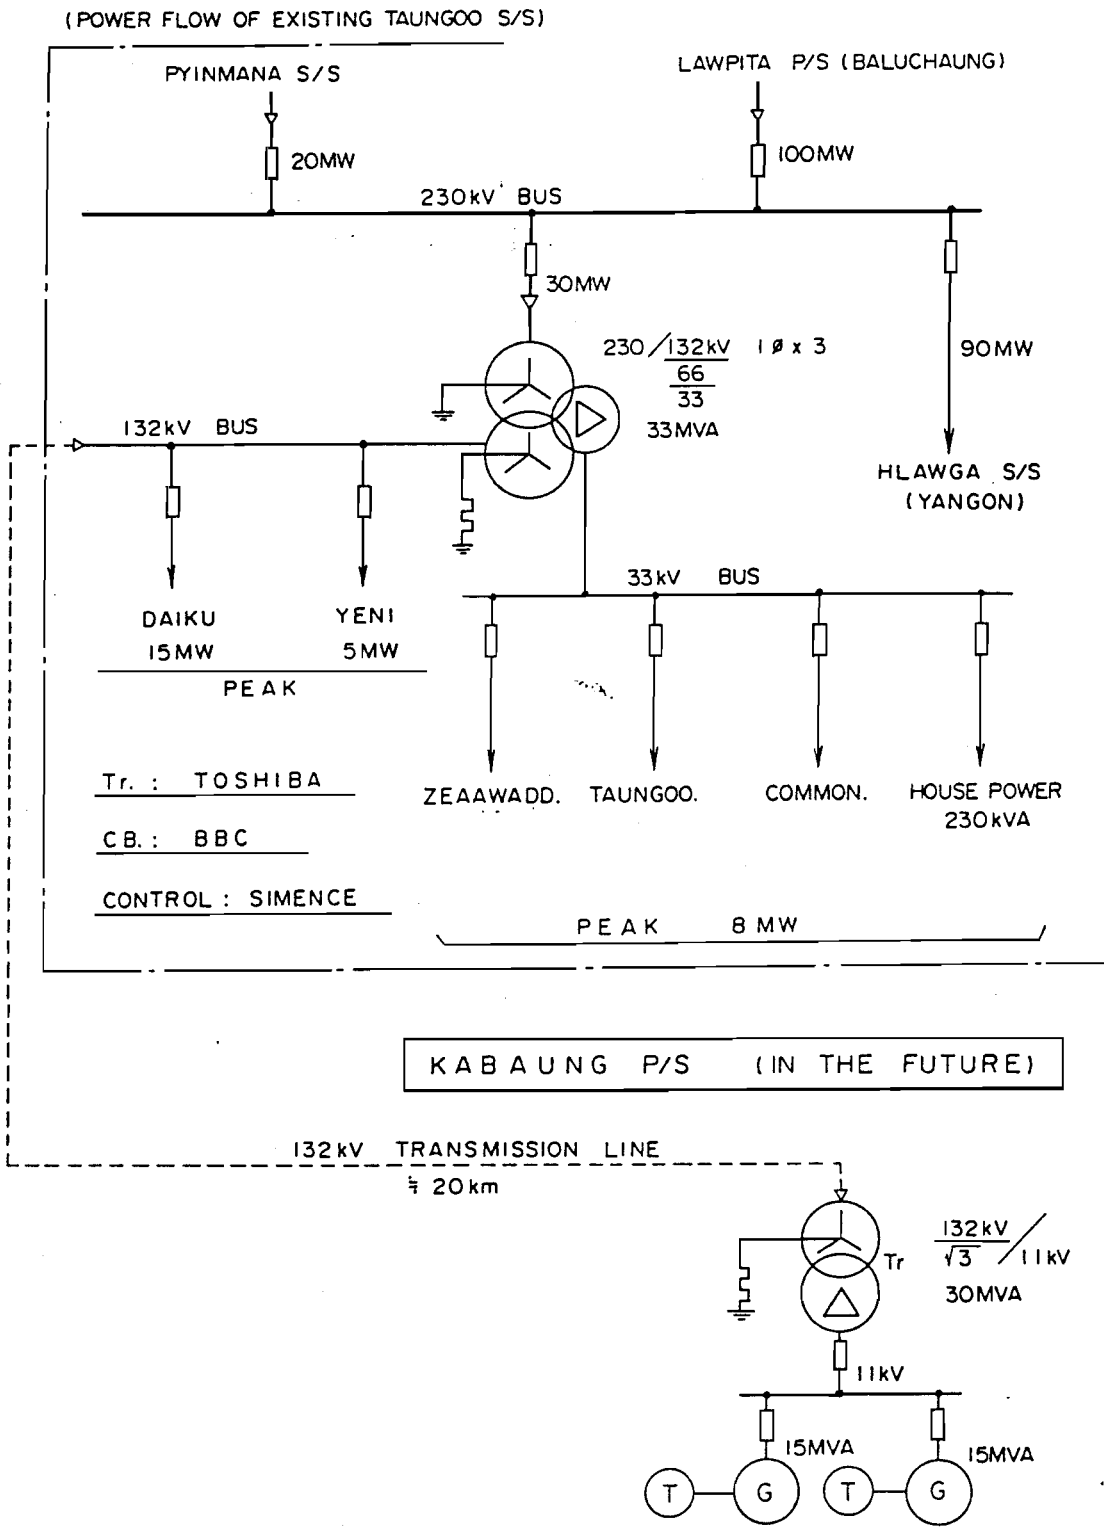 (POWER FLOW OF EXISTING TAUNGOO S/S)
PYINMANA S/S
LAWPITA P/S (BALUCHAUNG)
20MW
100MW
230kV BUS
30MW
230/132kV 1ø x 3
66
33
33MVA
90MW
132kV BUS
HLAWGA S/S
(YANGON)
33kV BUS
DAIKU
15MW
YENI
5MW
PEAK
Tr. : TOSHIBA
CB. : BBC
CONTROL : SIMENCE
ZEAAWADD.
TAUNGOO.
COMMON.
HOUSE POWER
230kVA
PEAK 8MW
KABAUNG P/S (IN THE FUTURE)
132kV TRANSMISSION LINE
≒ 20km
Tr
132kV
√3 /11kV
30MVA
11kV
15MVA
15MVA
T
G
T
G